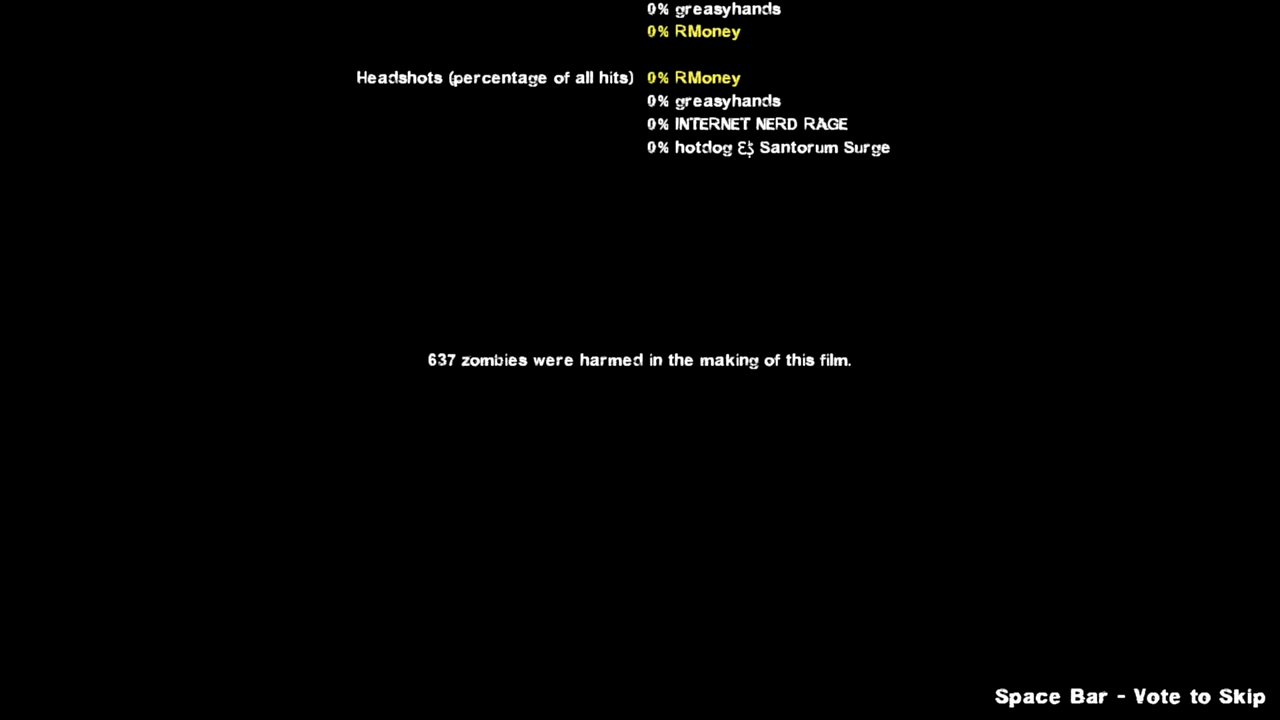 0% greasyhands
0% RMoney
Headshots (percentage of all hits) 0% RMoney
0% greasyhands
0% INTERNET NERD RAGE
0% hotdog Santorum Surge
637 zombies were harmed in the making of this film.
Space Bar - Vote to Skip